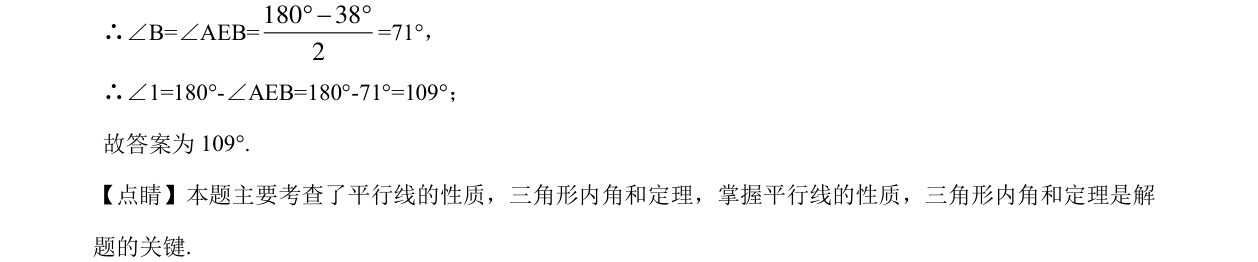 ∴∠B=∠AEB=\frac{180°-38°}{2}=71°，
∴∠1=180°-∠AEB=180°-71°=109°；
故答案为 109°.
【点睛】本题主要考查了平行线的性质，三角形内角和定理，掌握平行线的性质，三角形内角和定理是解
题的关键.